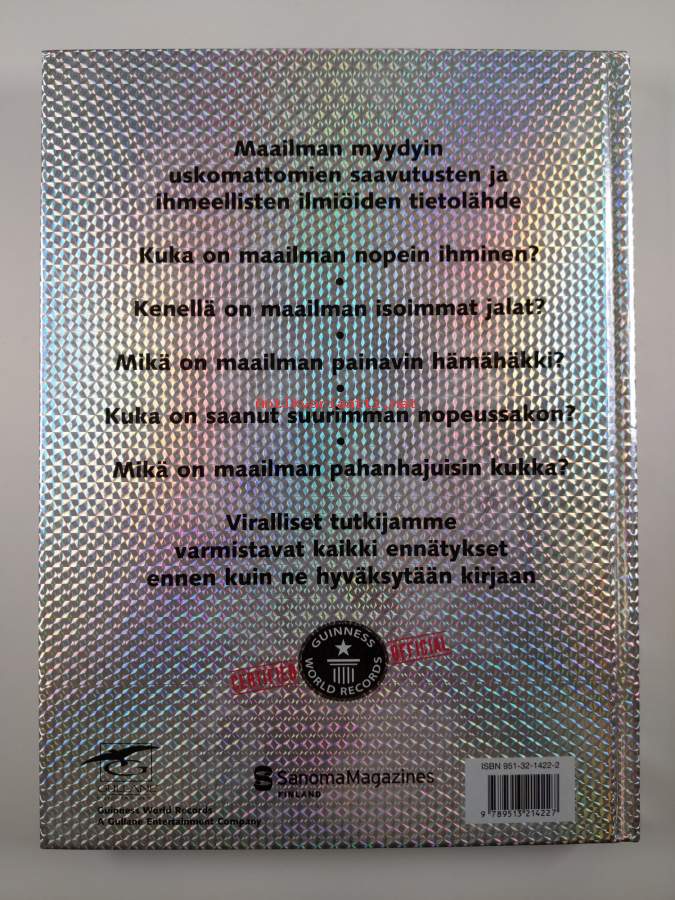 Maailman myydyin
uskomattomien saavutusten ja
ihmeellisten ilmiöiden tietolähde
Kuka on maailman nopein ihminen?
•
Kenellä on maailman isoimmat jalat?
•
Mikä on maailman painavin hämähäkki?
•
Kuka on saanut suurimman nopeussakon?
•
Mikä on maailman pahanhajuisin kukka?
Viralliset tutkijamme
varmistavat kaikki ennätykset
ennen kuin ne hyväksytään kirjaan
CERTIFIED
GUINNESS
WORLD RECORDS
OFFICIAL
GULLANE
Guinness World Records
A Gullane Entertainment Company
SanomaMagazines
FINLAND
ISBN 951-32-1422-2
9 789513 214227